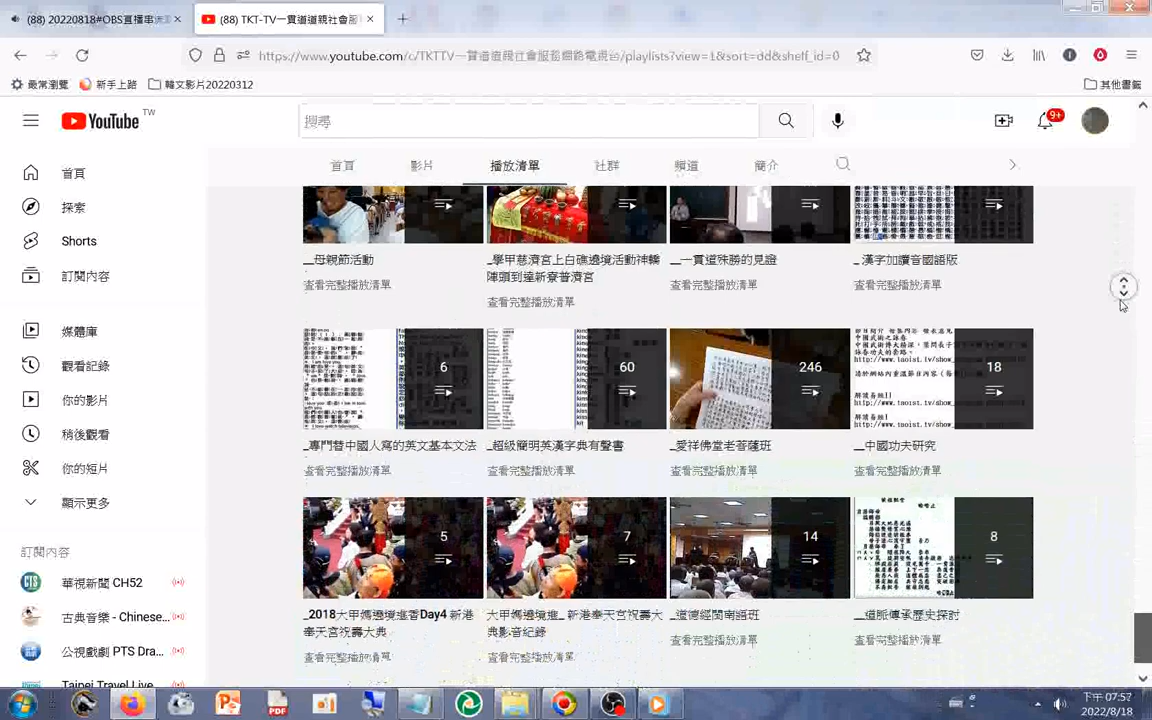 (88) 20220818#OBS直播串流
(88) TKT-TV一貫道道親社會服
https://www.youtube.com/c/TKTTV一貫道道親社會服務網路電視台/playlists?view=1&sort=dd&shelf_id=0
最常瀏覽
新手上路
韓文影片20220312
其他書籤
YouTube TW
搜尋
9+
首頁
影片
播放清單
社群
頻道
簡介
首頁
探索
Shorts
訂閱內容
媒體庫
觀看記錄
你的影片
稍後觀看
你的短片
顯示更多
訂閱內容
華視新聞 CH52
古典音樂 - Chinese...
公視戲劇 PTS Dra...
Taipei Travel Live
__母親節活動
查看完整播放清單
_學甲慈濟宮上白礁遶境活動神轎
陣頭到達新寮普濟宮
查看完整播放清單
__一貫道殊勝的見證
查看完整播放清單
_ 漢字加讀音國語版
查看完整播放清單
6
_專門替中國人寫的英文基本文法
查看完整播放清單
60
_超級簡明英漢字典有聲書
查看完整播放清單
246
_愛祥佛堂老菩薩班
查看完整播放清單
18
__中國功夫研究
查看完整播放清單
5
_2018大甲媽遶境進香Day4 新港
奉天宮祝壽大典
查看完整播放清單
7
大甲媽遶境進_ 新港奉天宮祝壽大
典影音紀錄
查看完整播放清單
14
_道德經閩南語班
查看完整播放清單
8
__道脈傳承歷史探討
查看完整播放清單
下午 07:57
2022/8/18